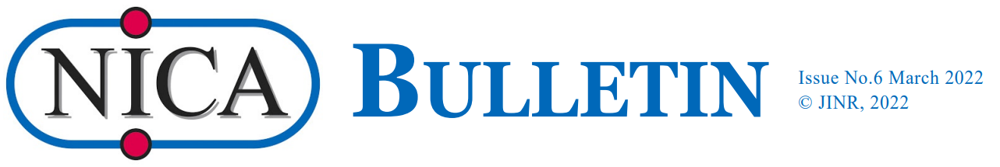 NICA
BULLETIN
Issue No.6 March 2022
© JINR, 2022